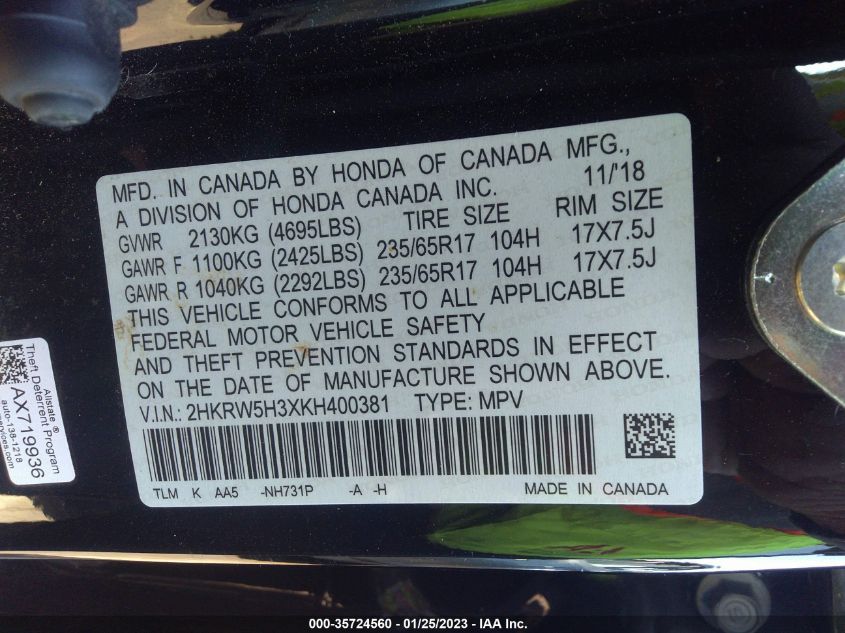 MFD. IN CANADA BY HONDA OF CANADA MFG.,
A DIVISION OF HONDA CANADA INC. 11/'18
GVWR 2130KG (4695LBS) TIRE SIZE RIM SIZE
GAWR F 1100KG (2425LBS) 235/65R17 104H 17X7.5J
GAWR R 1040KG (2292LBS) 235/65R17 104H 17X7.5J
THIS VEHICLE CONFORMS TO ALL APPLICABLE
FEDERAL MOTOR VEHICLE SAFETY
AND THEFT PREVENTION STANDARDS IN EFFECT
ON THE DATE OF MANUFACTURE SHOWN ABOVE.
V.I.N.: 2HKRW5H3XKH400381 TYPE: MPV
TLM K AA5 -NH731P -A -H MADE IN CANADA
Allstate®
Theft Deterrent Program
AX719936
auto-138-1218
000-35724560 - 01/25/2023 - IAA Inc.